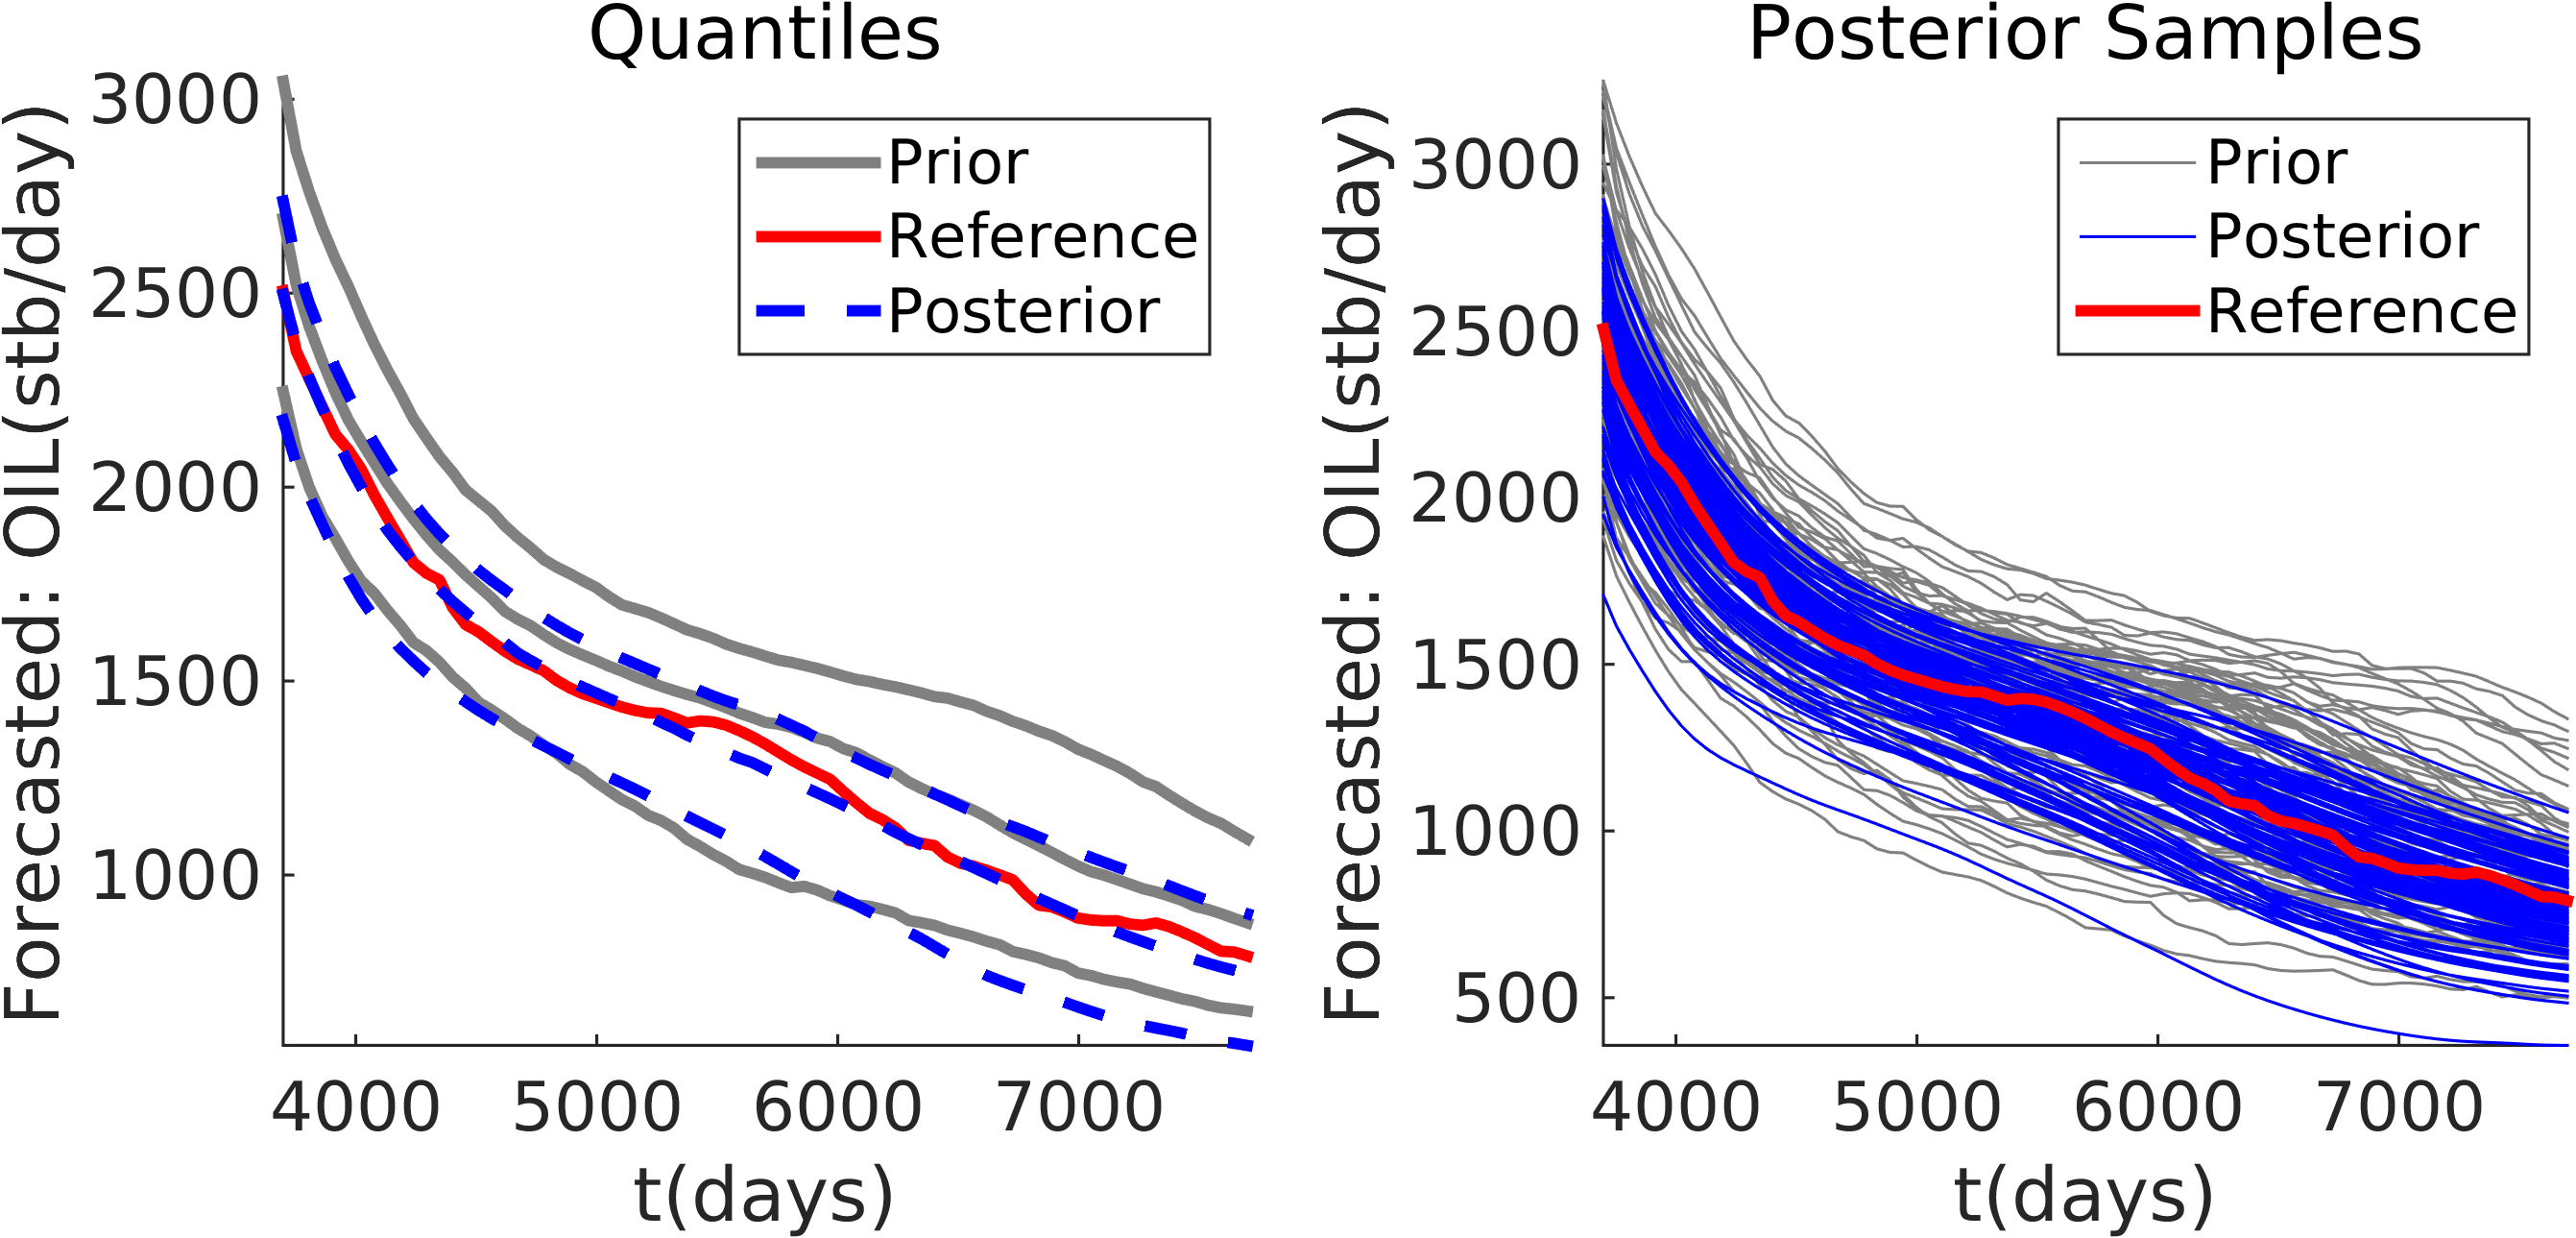 Quantiles
Forecasted: OIL(stb/day)
3000
2500
2000
1500
1000
Prior
Reference
Posterior
4000 5000 6000 7000
t(days)
Posterior Samples
Forecasted: OIL(stb/day)
3000
2500
2000
1500
1000
500
Prior
Posterior
Reference
4000 5000 6000 7000
t(days)